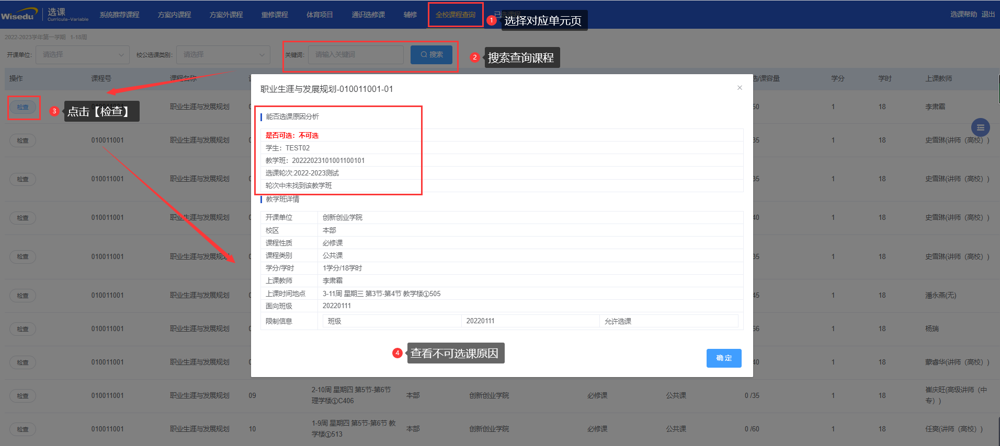 Wisedu 选课 Curricula-Variable 系统推荐课程 方案内课程 方案外课程 重修课程 体育项目 通识选修课 辅修 全校课程查询 已选课程 选课帮助 退出
1 选择对应单元页
2022-2023学年第一学期 1-18周
开课单位: 请选择 校公选课类别: 请选择 关键词: 请输入关键词 搜索
2 搜索查询课程
操作 课程号 课程名称 选/课容量 学分 学时 上课教师
检查 010011001 职业生涯与发展规划 1 18 李肃霜
3 点击【检查】
检查 010011001 职业生涯与发展规划 35 1 18 史雪琳(讲师（高校）)
检查 010011001 职业生涯与发展规划 35 1 18 史雪琳(讲师（高校）)
检查 010011001 职业生涯与发展规划 40 1 18 史雪琳(讲师（高校）)
检查 010011001 职业生涯与发展规划 35 1 18 史雪琳(讲师（高校）)
检查 010011001 职业生涯与发展规划 45 1 18 潘永燕(无)
检查 010011001 职业生涯与发展规划 66 1 18 杨瑞
检查 010011001 职业生涯与发展规划 40 1 18 蒙睿华(讲师（高校）)
职业生涯与发展规划-010011001-01
能否选课原因分析
是否可选：不可选
学生：TEST02
教学班：20222023101001100101
选课轮次:2022-2023测试
轮次中未找到该教学班
教学班详情
开课单位 创新创业学院
校区 本部
课程性质 必修课
课程类别 公共课
学分/学时 1学分/18学时
上课教师 李肃霜
上课时间地点 3-11周 星期三 第3节-第4节 教学楼①505
面向班级 20220111
限制信息 班级 20220111 允许选课
4 查看不可选课原因
确 定
检查 010011001 职业生涯与发展规划 09 2-10周 星期四 第5节-第6节 本部 创新创业学院 必修课 公共课 0 /35 1 18 崔庆旺(高级讲师（中
理学楼①C406 专）)
检查 010011001 职业生涯与发展规划 10 1-9周 星期四 第5节-第6节 教 本部 创新创业学院 必修课 公共课 0 /60 1 18 任爽(讲师（高校）)
学楼①513